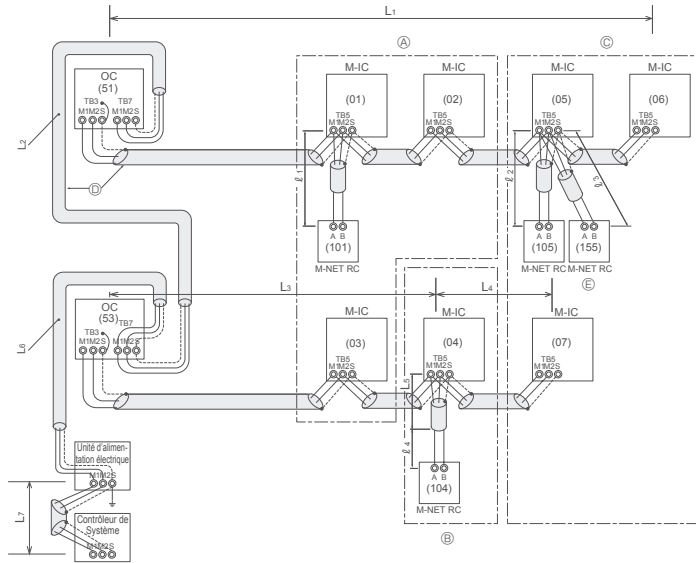 L1
Ⓐ
Ⓒ
OC
(51)
TB3 TB7
M1M2S M1M2S
M-IC
(01)
TB5
M1M2S
M-IC
(02)
TB5
M1M2S
M-IC
(05)
TB5
M1M2S
M-IC
(06)
TB5
M1M2S
L2
Ⓓ
ℓ1
ℓ2
ℓ3
A B
(101)
M-NET RC
A B
(105)
M-NET RC
A B
(155)
M-NET RC
Ⓔ
L3
L4
OC
(53)
TB3 TB7
M1M2S M1M2S
M-IC
(03)
TB5
M1M2S
M-IC
(04)
TB5
M1M2S
M-IC
(07)
TB5
M1M2S
L6
L5
ℓ4
A B
(104)
M-NET RC
Ⓑ
Unité d'alimen-
tation électrique
M1M2S
L7
Contrôleur de
Système
M1M2S